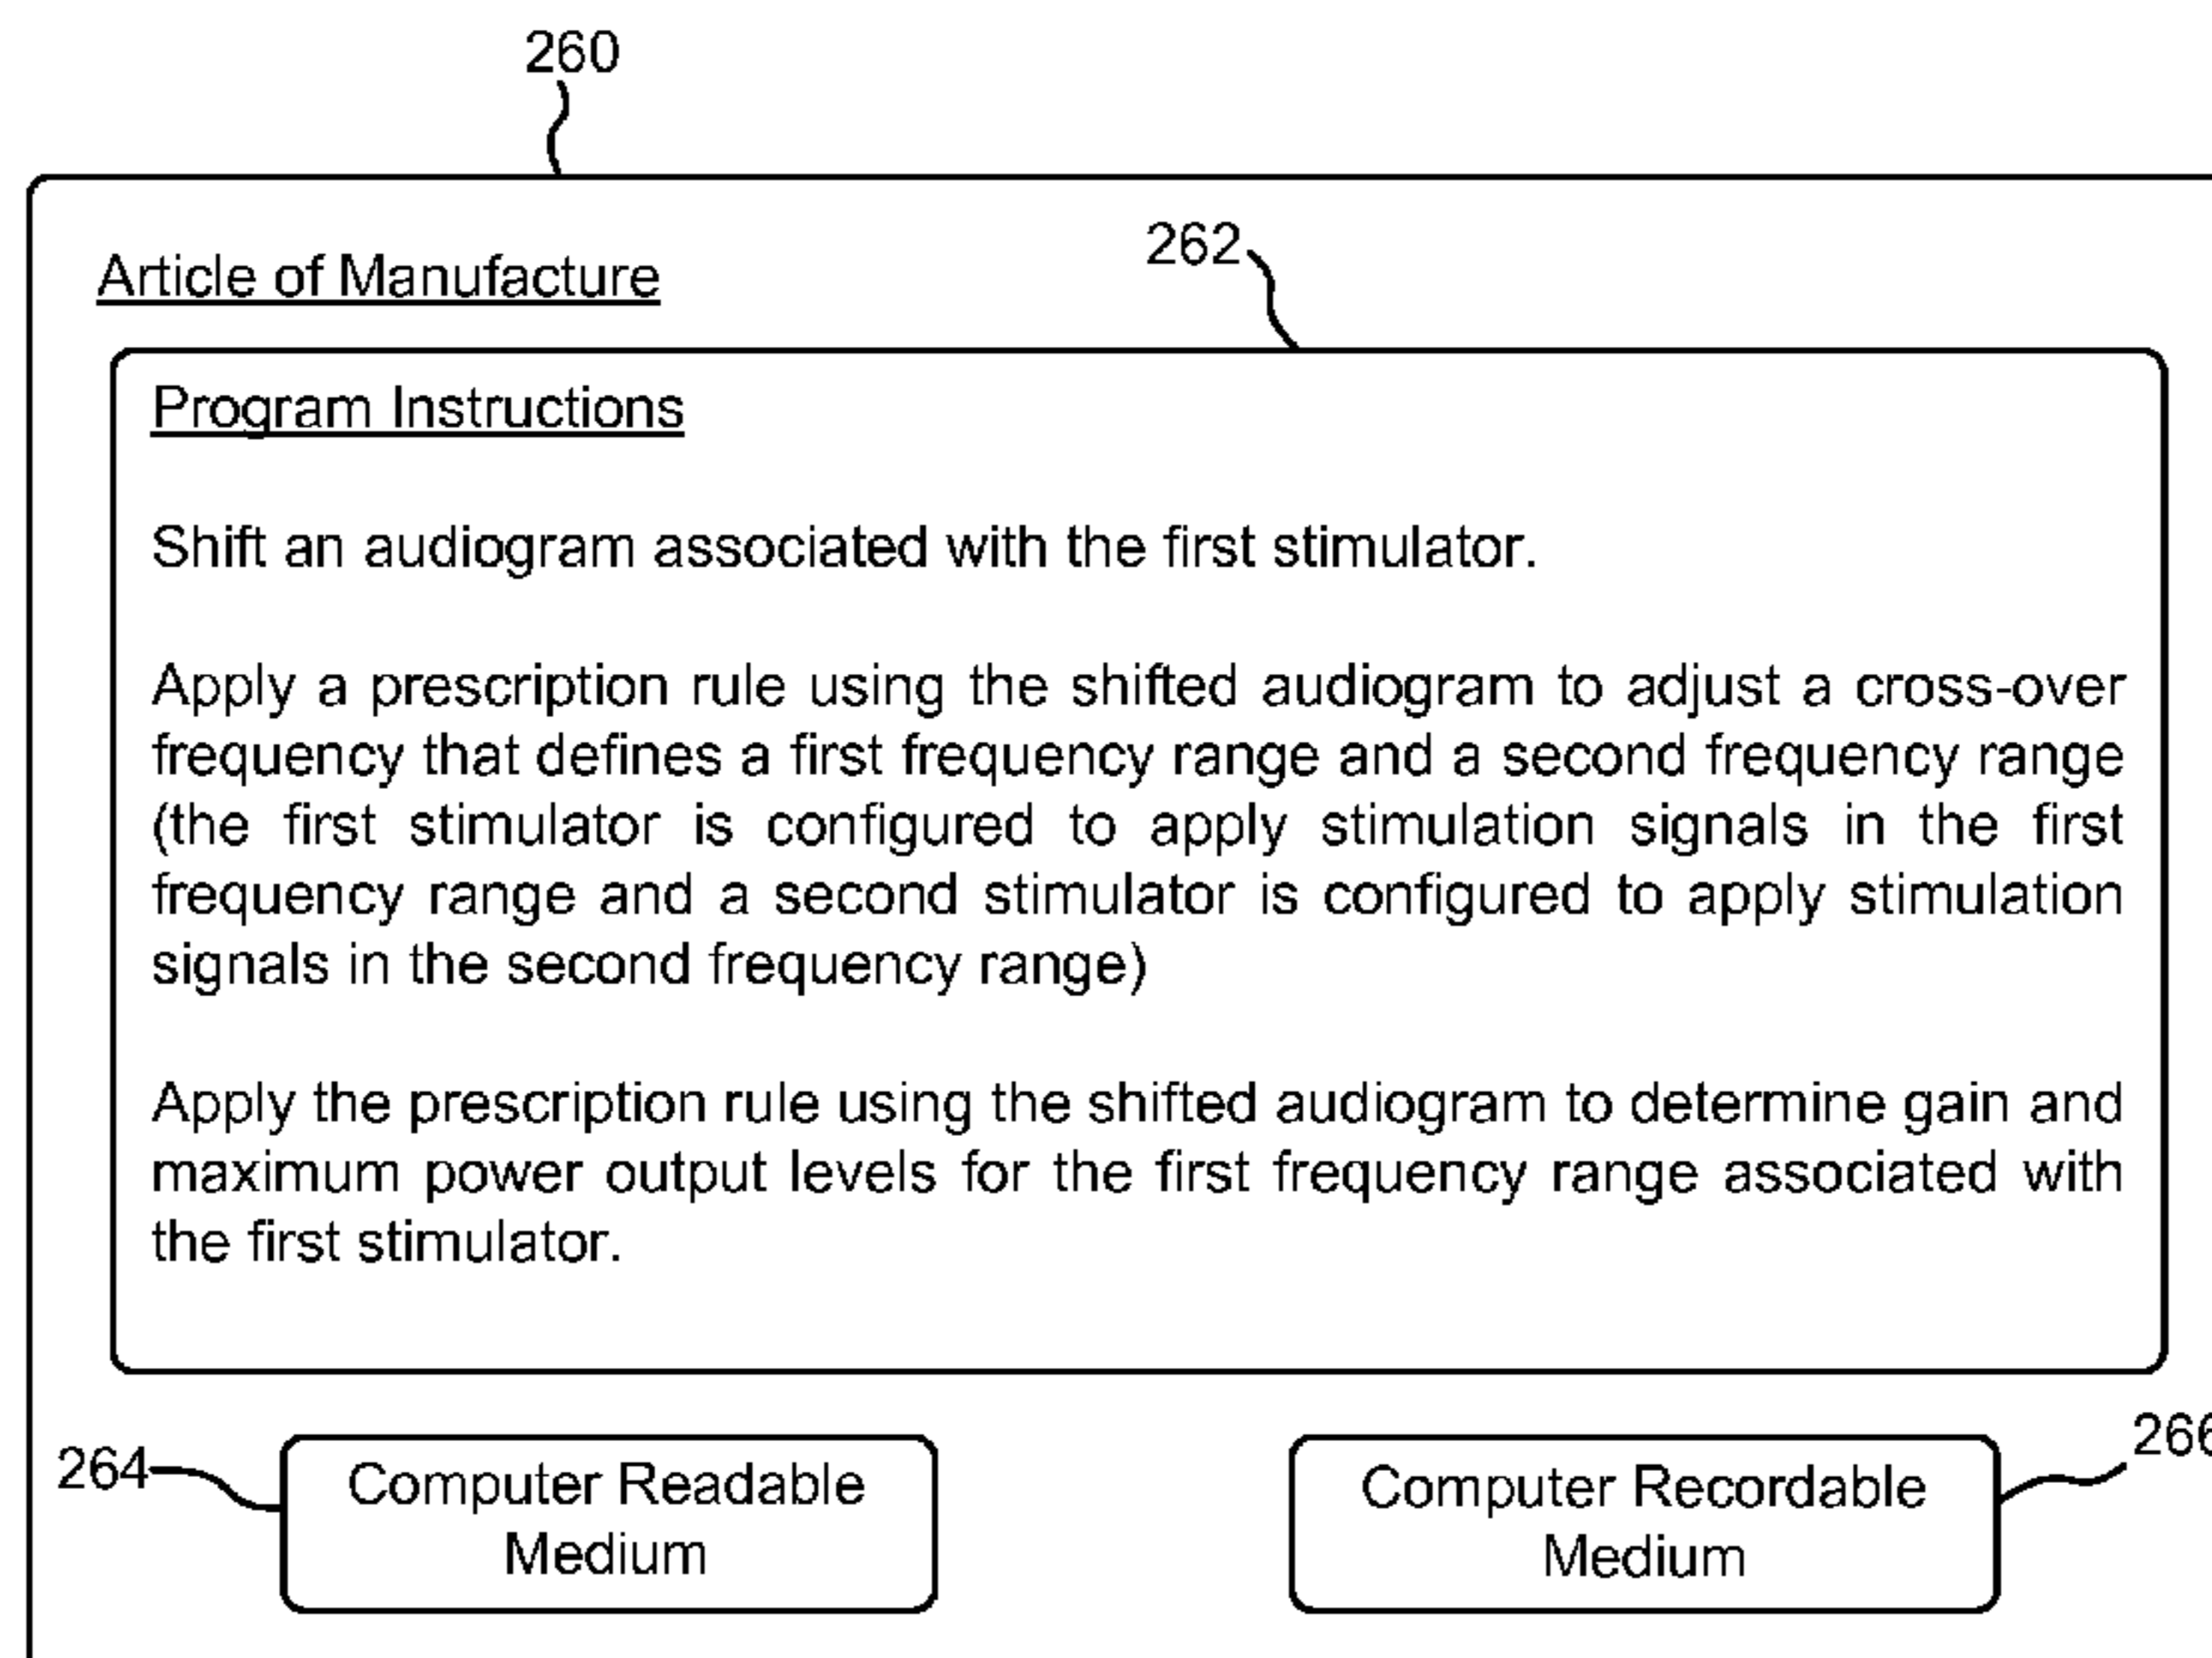 260
Article of Manufacture
262
Program Instructions
Shift an audiogram associated with the first stimulator.
Apply a prescription rule using the shifted audiogram to adjust a cross-over
frequency that defines a first frequency range and a second frequency range
(the first stimulator is configured to apply stimulation signals in the first
frequency range and a second stimulator is configured to apply stimulation
signals in the second frequency range)
Apply the prescription rule using the shifted audiogram to determine gain and
maximum power output levels for the first frequency range associated with
the first stimulator.
264
Computer Readable
Medium
Computer Recordable
Medium
266